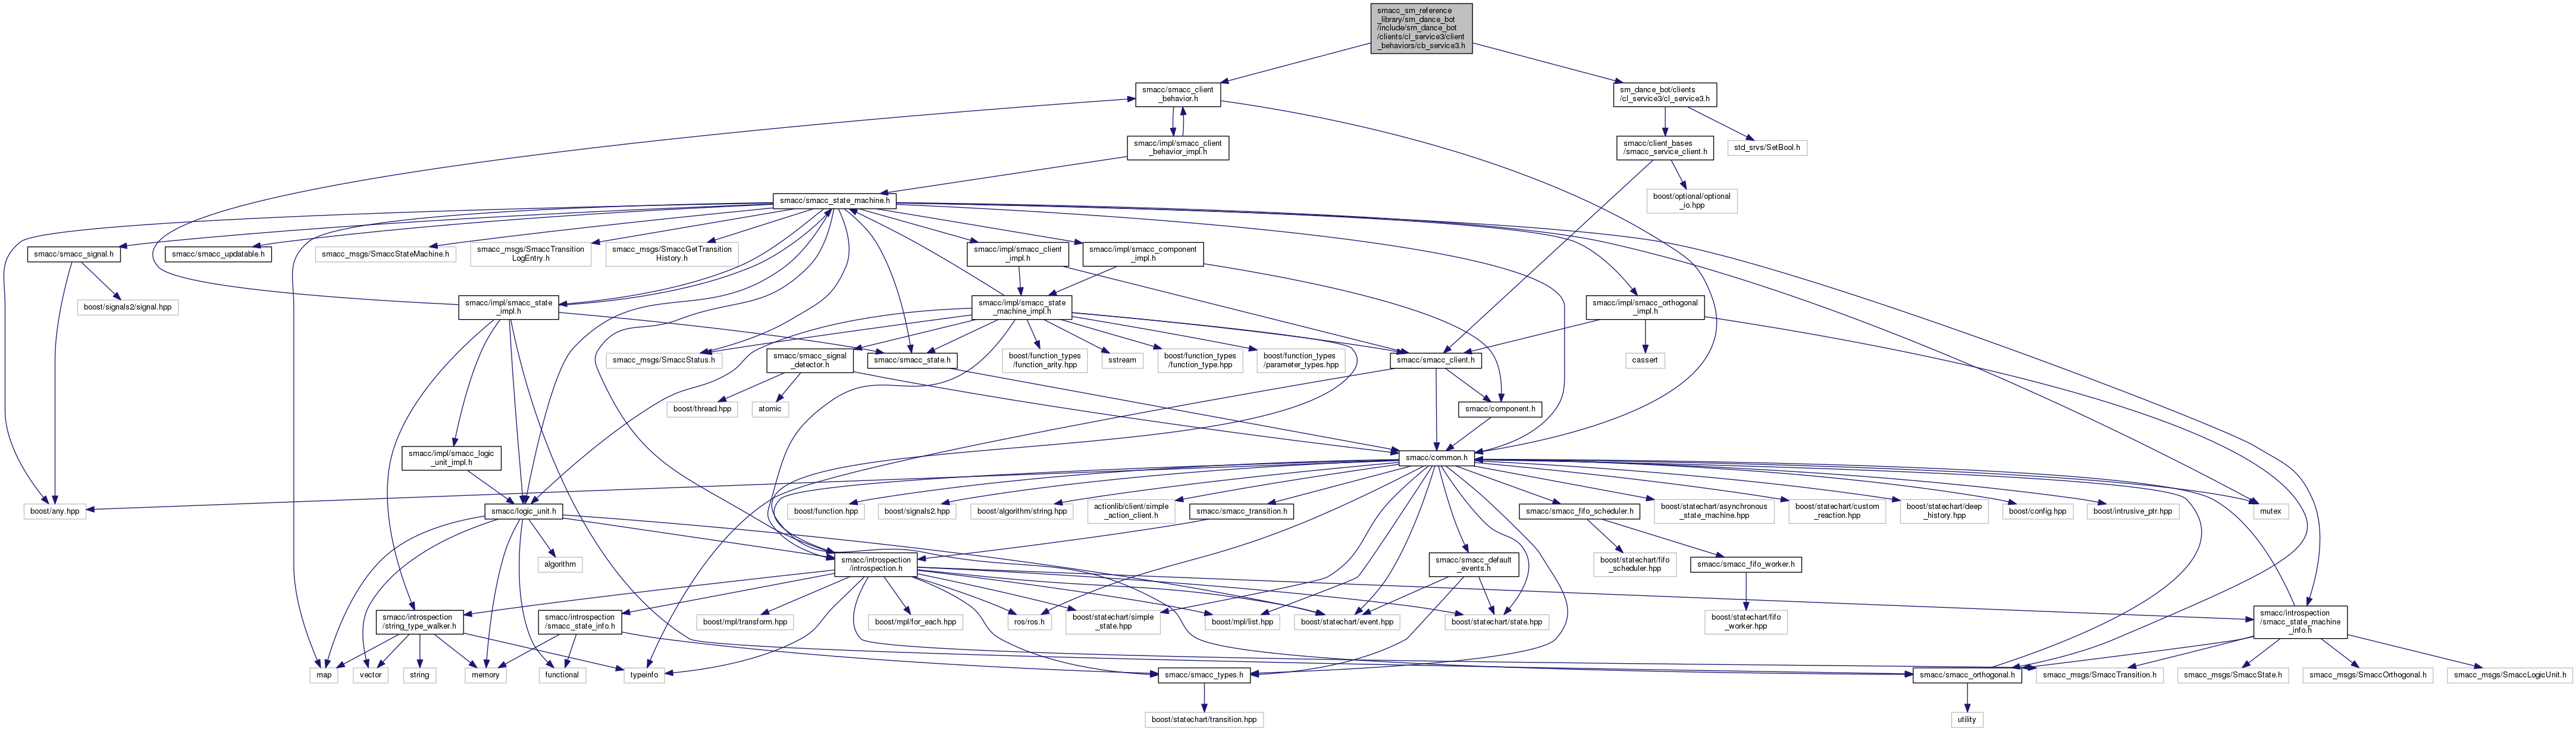 smacc_sm_reference
_library/sm_dance_bot
/include/sm_dance_bot
/clients/cl_service3/client
_behaviors/cb_service3.h
smacc/smacc_client
_behavior.h
sm_dance_bot/clients
/cl_service3/cl_service3.h
smacc/impl/smacc_client
_behavior_impl.h
smacc/client_bases
/smacc_service_client.h
std_srvs/SetBool.h
smacc/smacc_state_machine.h
boost/optional/optional
_io.hpp
smacc/smacc_signal.h
smacc/smacc_updatable.h
smacc_msgs/SmaccStateMachine.h
smacc_msgs/SmaccTransition
LogEntry.h
smacc_msgs/SmaccGetTransition
History.h
smacc/impl/smacc_client
_impl.h
smacc/impl/smacc_component
_impl.h
boost/signals2/signal.hpp
smacc/impl/smacc_state
_impl.h
smacc/impl/smacc_state
_machine_impl.h
smacc/impl/smacc_orthogonal
_impl.h
smacc_msgs/SmaccStatus.h
smacc/smacc_signal
_detector.h
smacc/smacc_state.h
boost/function_types
/function_arity.hpp
sstream
boost/function_types
/function_type.hpp
boost/function_types
/parameter_types.hpp
smacc/smacc_client.h
cassert
boost/thread.hpp
atomic
smacc/component.h
smacc/impl/smacc_logic
_unit_impl.h
smacc/common.h
boost/any.hpp
smacc/logic_unit.h
boost/function.hpp
boost/signals2.hpp
boost/algorithm/string.hpp
actionlib/client/simple
_action_client.h
smacc/smacc_transition.h
smacc/smacc_fifo_scheduler.h
boost/statechart/asynchronous
_state_machine.hpp
boost/statechart/custom
_reaction.hpp
boost/statechart/deep
_history.hpp
boost/config.hpp
boost/intrusive_ptr.hpp
mutex
algorithm
smacc/introspection
/introspection.h
smacc/smacc_default
_events.h
boost/statechart/fifo
_scheduler.hpp
smacc/smacc_fifo_worker.h
smacc/introspection
/string_type_walker.h
smacc/introspection
/smacc_state_info.h
boost/mpl/transform.hpp
boost/mpl/for_each.hpp
ros/ros.h
boost/statechart/simple
_state.hpp
boost/mpl/list.hpp
boost/statechart/event.hpp
boost/statechart/state.hpp
boost/statechart/fifo
_worker.hpp
smacc/introspection
/smacc_state_machine
_info.h
map
vector
string
memory
functional
typeinfo
smacc/smacc_types.h
smacc/smacc_orthogonal.h
smacc_msgs/SmaccTransition.h
smacc_msgs/SmaccState.h
smacc_msgs/SmaccOrthogonal.h
smacc_msgs/SmaccLogicUnit.h
boost/statechart/transition.hpp
utility